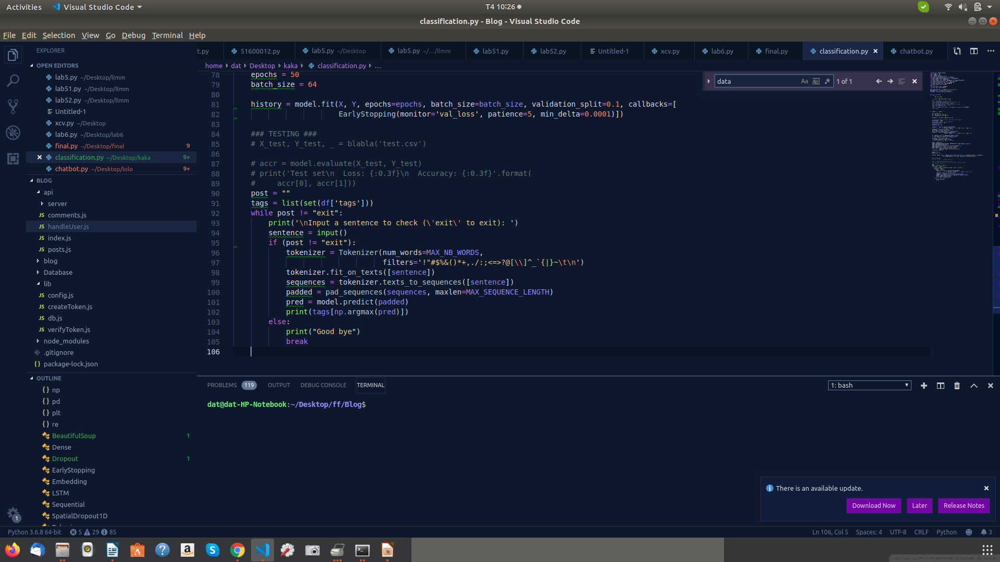 Activities
Visual Studio Code
T4 10:26
classification.py - Blog - Visual Studio Code
File Edit Selection View Go Debug Terminal Help
EXPLORER
OPEN EDITORS
lab5.py ~/Desktop/llmm
lab51.py ~/Desktop/llmm
lab52.py ~/Desktop/llmm
Untitled-1
xcv.py ~/Desktop
lab6.py ~/Desktop/lab6
final.py ~/Desktop/final 9
classification.py ~/Desktop/kaka 9+
chatbot.py ~/Desktop/lolo 9+
BLOG
api
server
JS comments.js
JS handleUser.js
JS index.js
JS posts.js
blog
Database
lib
JS config.js
JS createToken.js
JS db.js
JS verifyToken.js
node_modules
.gitignore
{} package-lock.json
OUTLINE
{} np
{} pd
{} plt
{} re
BeautifulSoup 1
Dense
Dropout 1
EarlyStopping
Embedding
LSTM
Sequential
SpatialDropout1D
1
t.py 51600012.py lab5.py ~/Desktop lab5.py ~/.../llmm lab51.py lab52.py Untitled-1 xcv.py lab6.py final.py classification.py chatbot.py
home dat Desktop kaka classification.py ...
data
Aa Abl .* 1 of 1
78 epochs = 50
79 batch_size = 64
80
81 history = model.fit(X, Y, epochs=epochs, batch_size=batch_size, validation_split=0.1, callbacks=[
82 EarlyStopping(monitor='val_loss', patience=5, min_delta=0.0001)])
83
84 ### TESTING ###
85 # X_test, Y_test, _ = blabla('test.csv')
86
87 # accr = model.evaluate(X_test, Y_test)
88 # print('Test set\n  Loss: {:0.3f}\n  Accuracy: {:0.3f}'.format(
89 #     accr[0], accr[1]))
90 post = ""
91 tags = list(set(df['tags']))
92 while post != "exit":
93 print('\nInput a sentence to check (\'exit\' to exit): ')
94 sentence = input()
95 if (post != "exit"):
96 tokenizer = Tokenizer(num_words=MAX_NB_WORDS,
97 filters='!"#$%&()*+,./:;<=>?@[\\]^_`{|}~\t\n')
98 tokenizer.fit_on_texts([sentence])
99 sequences = tokenizer.texts_to_sequences([sentence])
100 padded = pad_sequences(sequences, maxlen=MAX_SEQUENCE_LENGTH)
101 pred = model.predict(padded)
102 print(tags[np.argmax(pred)])
103 else:
104 print("Good bye")
105 break
106
PROBLEMS 119 OUTPUT DEBUG CONSOLE TERMINAL
1: bash
dat@dat-HP-Notebook:~/Desktop/ff/Blog$
There is an available update.
Download Now Later Release Notes
Python 3.6.8 64-bit 5 29 85
Ln 106, Col 5 Spaces: 4 UTF-8 CRLF Python 3